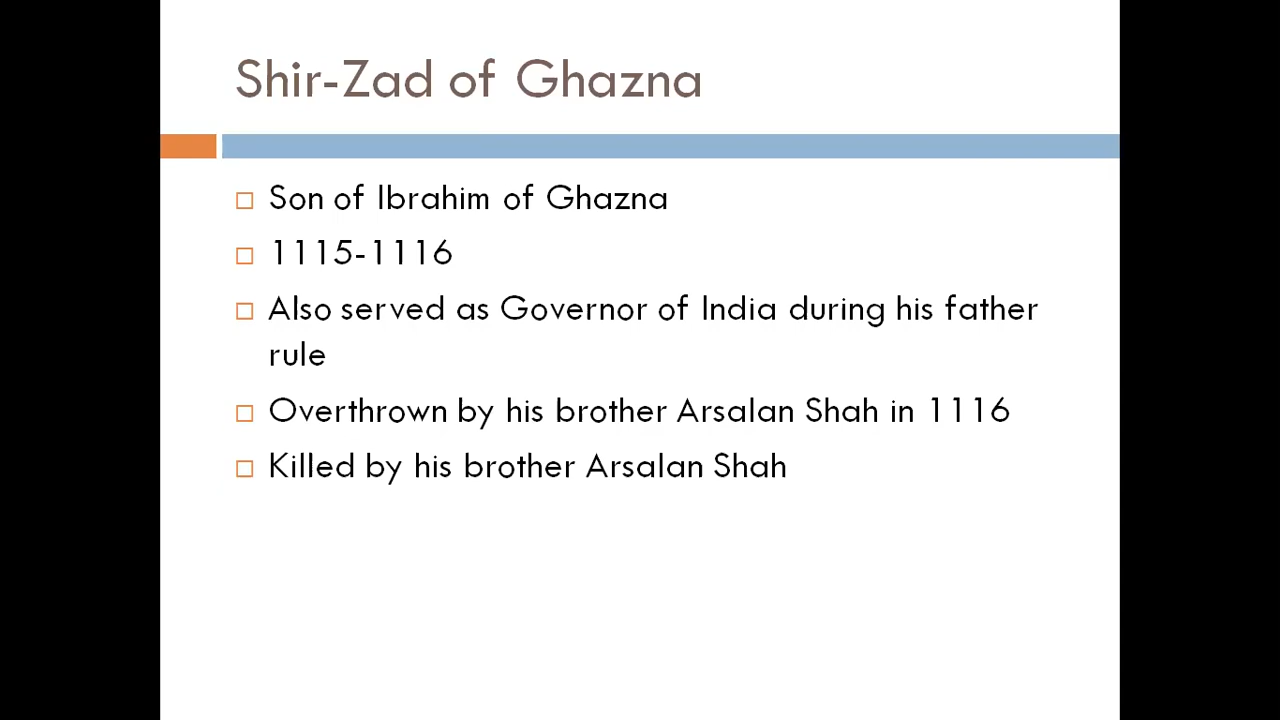 Shir-Zad of Ghazna
Son of Ibrahim of Ghazna
1115-1116
Also served as Governor of India during his father
rule
Overthrown by his brother Arsalan Shah in 1116
Killed by his brother Arsalan Shah